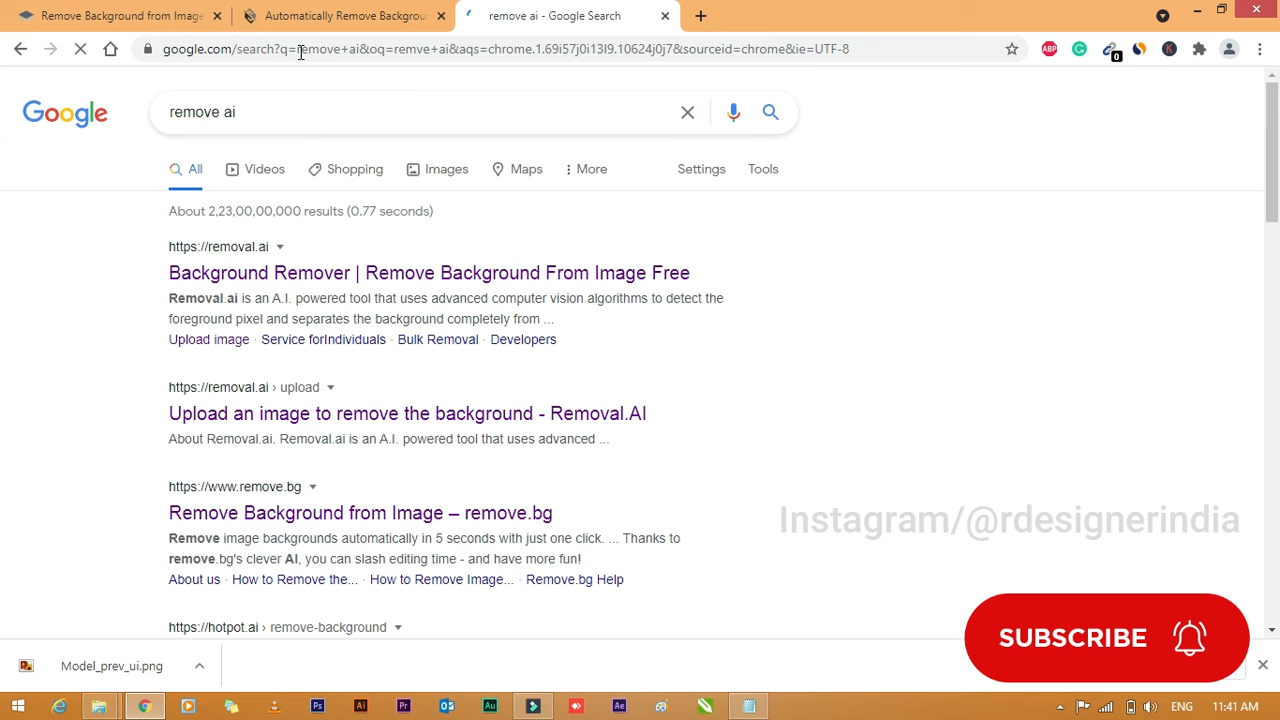 Remove Background from Image
Automatically Remove Backgrou
remove ai - Google Search
google.com/search?q=remove+ai&oq=remve+ai&aqs=chrome.1.69i57j0i13l9.10624j0j7&sourceid=chrome&ie=UTF-8
ABP
0
K
Google
remove ai
All
Videos
Shopping
Images
Maps
More
Settings
Tools
About 2,23,00,00,000 results (0.77 seconds)
https://removal.ai
Background Remover | Remove Background From Image Free
Removal.ai is an A.I. powered tool that uses advanced computer vision algorithms to detect the
foreground pixel and separates the background completely from ...
Upload image · Service forIndividuals · Bulk Removal · Developers
https://removal.ai › upload
Upload an image to remove the background - Removal.AI
About Removal.ai. Removal.ai is an A.I. powered tool that uses advanced ...
https://www.remove.bg
Remove Background from Image – remove.bg
Remove image backgrounds automatically in 5 seconds with just one click. ... Thanks to
remove.bg's clever AI, you can slash editing time - and have more fun!
About us · How to Remove the... · How to Remove Image... · Remove.bg Help
https://hotpot.ai › remove-background
Instagram/@rdesignerindia
SUBSCRIBE
Model_prev_ui.png
Ps
Ai
Pr
Au
Ae
ENG
11:41 AM